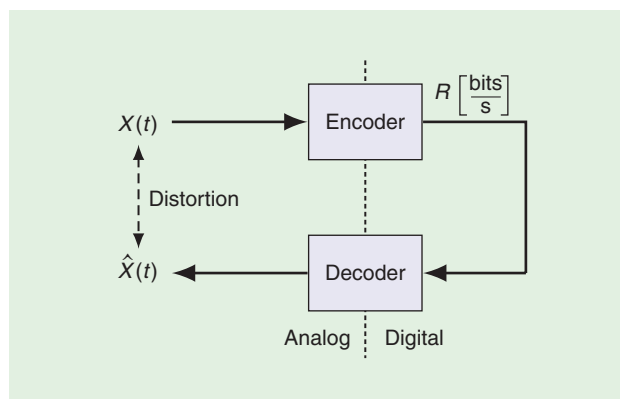 X(t)
Encoder
R [bits/s]
Distortion
X̂(t)
Decoder
Analog
Digital